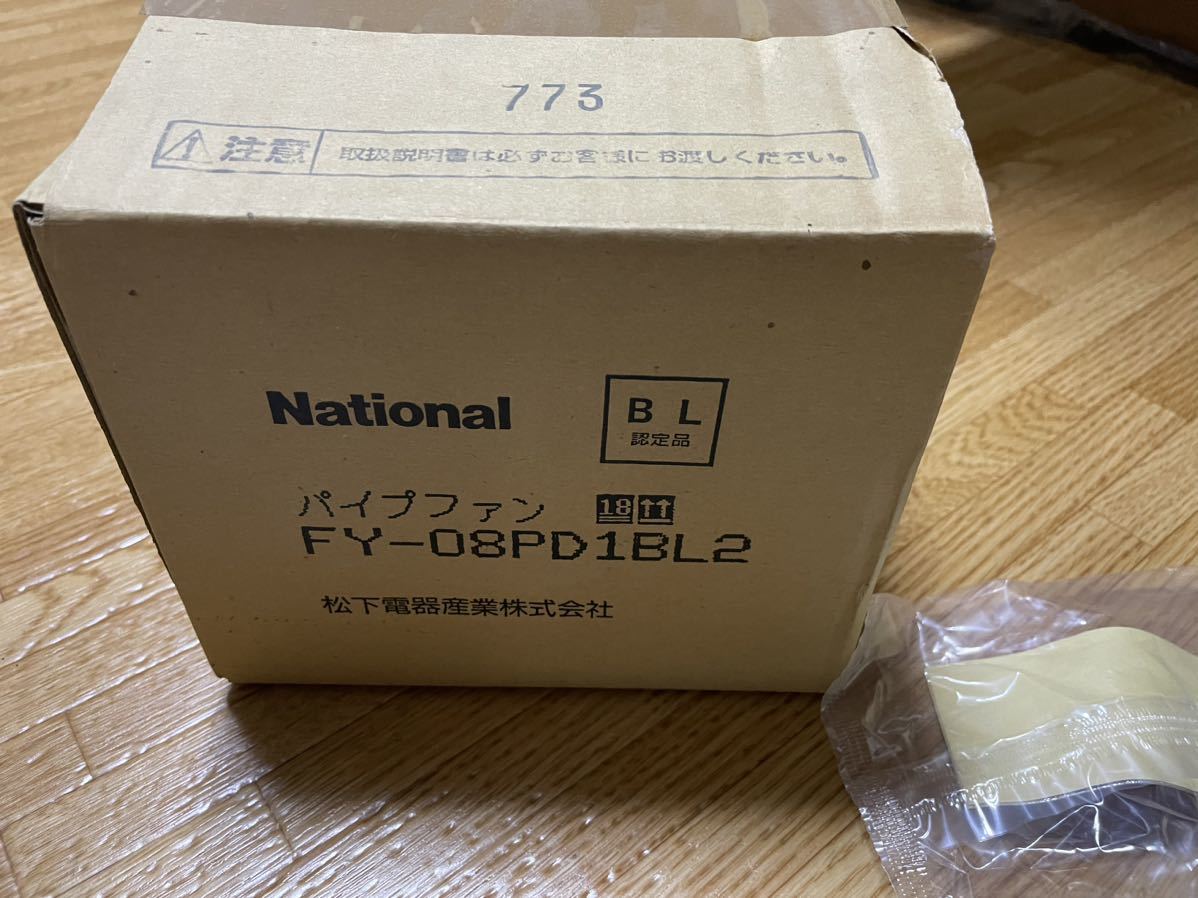 773
注意 取扱説明書は必ずお客様にお渡しください。
National
BL
認定品
パイプファン 18
FY-08PD1BL2
松下電器産業株式会社